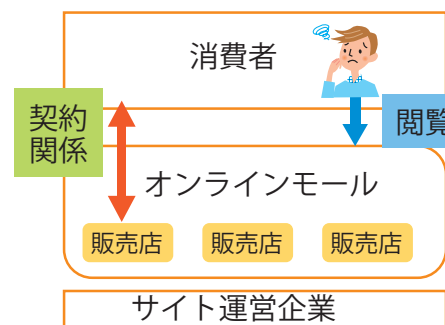 消費者
契約
関係
閲覧
オンラインモール
販売店
販売店
販売店
サイト運営企業